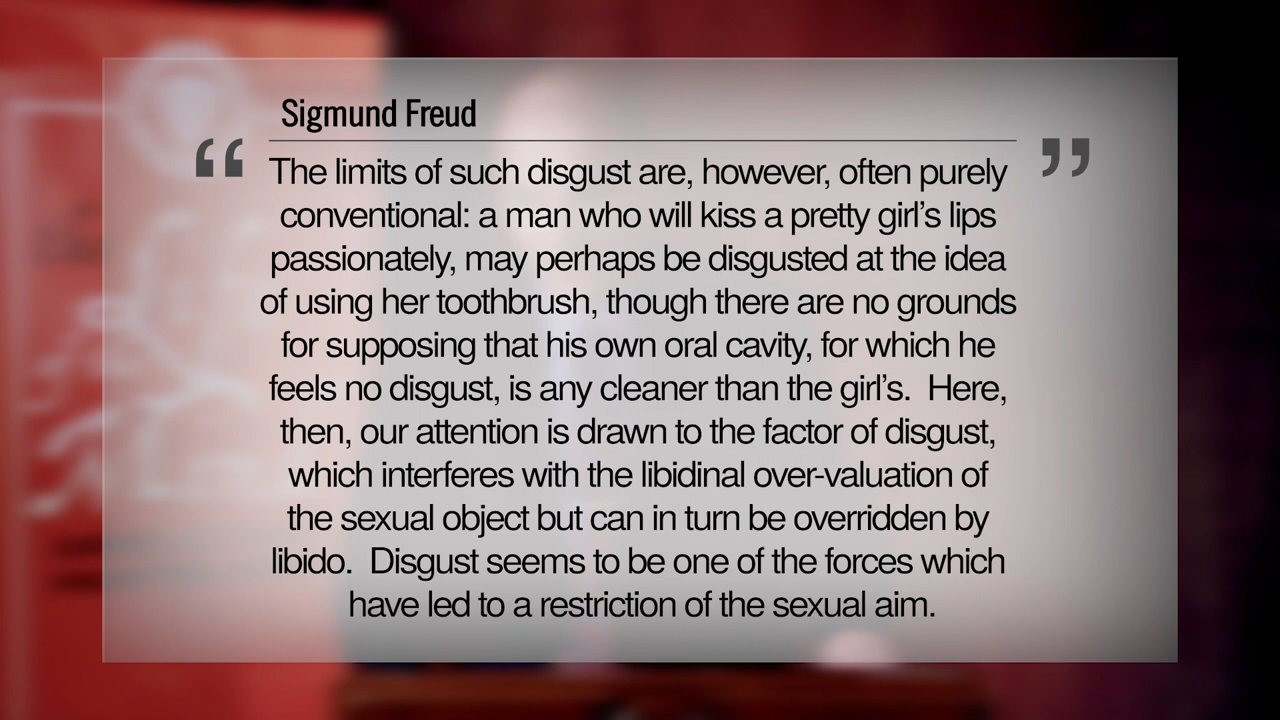 Sigmund Freud
“ The limits of such disgust are, however, often purely ”
conventional: a man who will kiss a pretty girl’s lips
passionately, may perhaps be disgusted at the idea
of using her toothbrush, though there are no grounds
for supposing that his own oral cavity, for which he
feels no disgust, is any cleaner than the girl’s.  Here,
then, our attention is drawn to the factor of disgust,
which interferes with the libidinal over-valuation of
the sexual object but can in turn be overridden by
libido.  Disgust seems to be one of the forces which
have led to a restriction of the sexual aim.